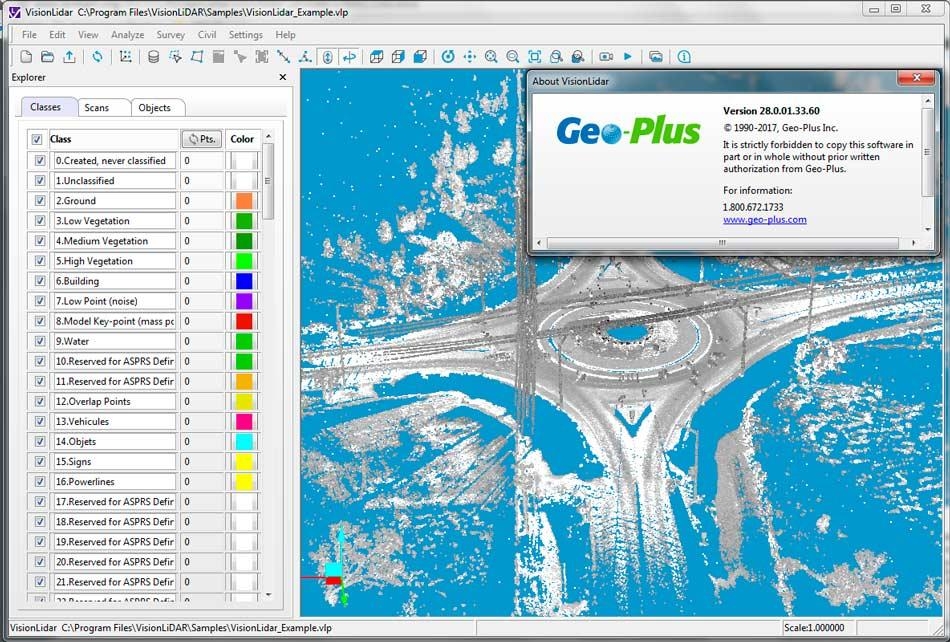 VisionLidar C:\Program Files\VisionLiDAR\Samples\VisionLidar_Example.vlp
File Edit View Analyze Survey Civil Settings Help
Explorer
Classes Scans Objects
Class Pts. Color
0.Created, never classified 0
1.Unclassified 0
2.Ground 0
3.Low Vegetation 0
4.Medium Vegetation 0
5.High Vegetation 0
6.Building 0
7.Low Point (noise) 0
8.Model Key-point (mass pc 0
9.Water 0
10.Reserved for ASPRS Defir 0
11.Reserved for ASPRS Defir 0
12.Overlap Points 0
13.Vehicules 0
14.Objets 0
15.Signs 0
16.Powerlines 0
17.Reserved for ASPRS Defir 0
18.Reserved for ASPRS Defir 0
19.Reserved for ASPRS Defir 0
20.Reserved for ASPRS Defir 0
21.Reserved for ASPRS Defir 0
About VisionLidar
Geo-Plus
Version 28.0.01.33.60
© 1990-2017, Geo-Plus Inc.
It is strictly forbidden to copy this software in
part or in whole without prior written
authorization from Geo-Plus.
For information:
1.800.672.1733
www.geo-plus.com
VisionLidar C:\Program Files\VisionLiDAR\Samples\VisionLidar_Example.vlp
Scale:1.000000